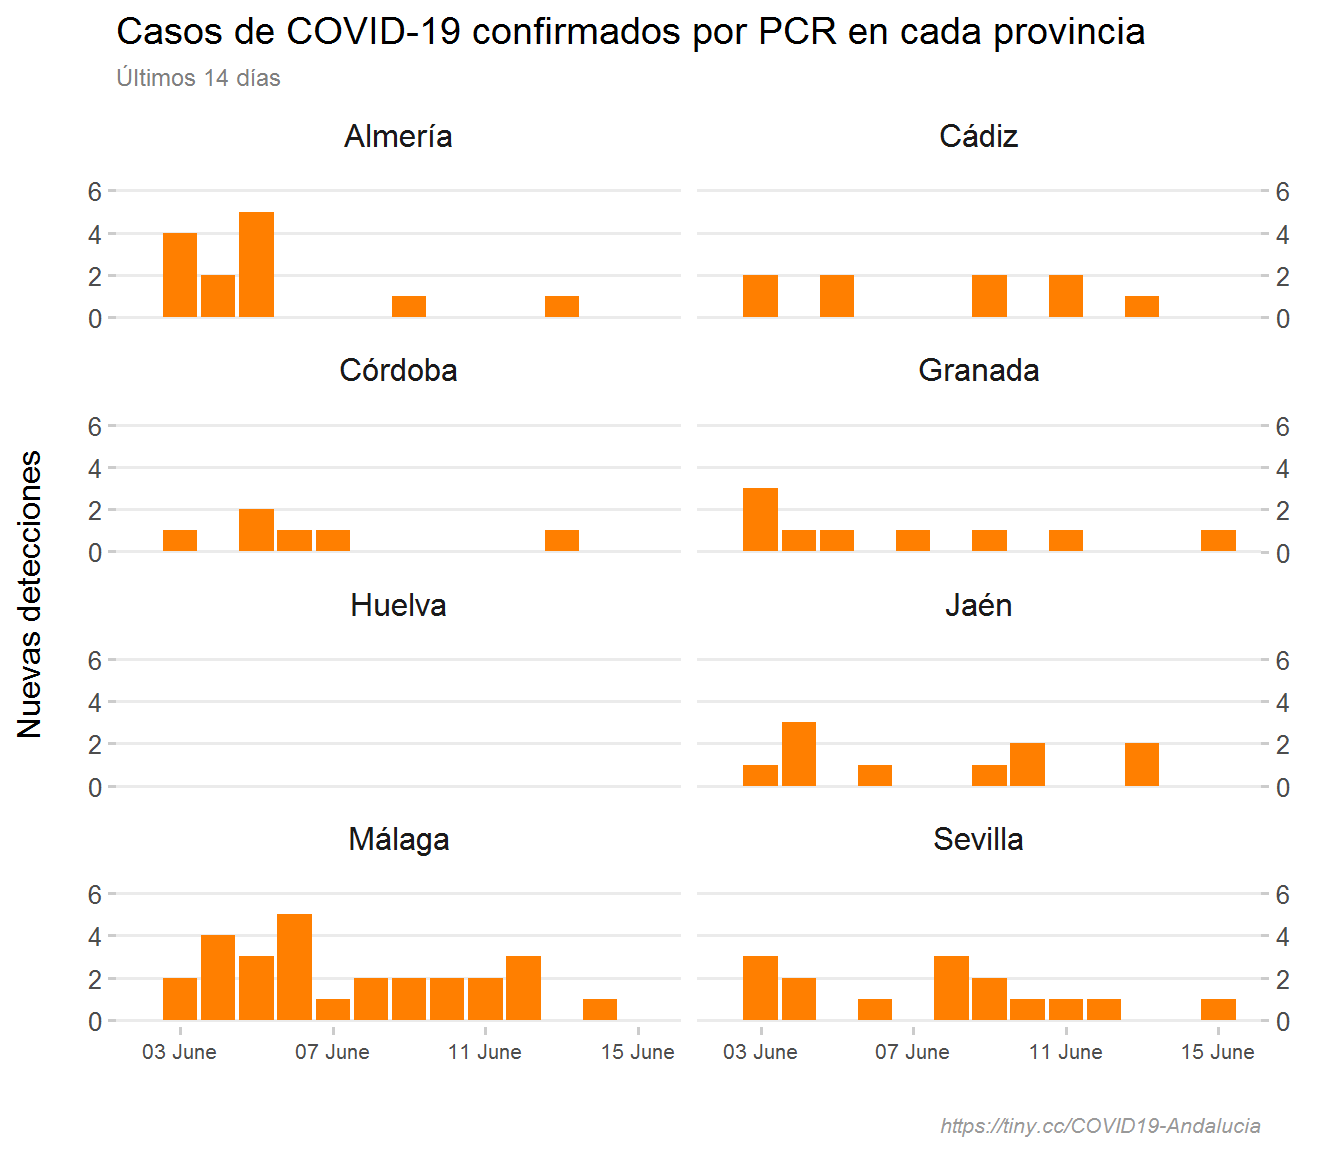 Casos de COVID-19 confirmados por PCR en cada provincia
Últimos 14 días
Almería
Cádiz
6
4
2
0
6
4
2
0
Córdoba
Granada
6
4
2
0
6
4
2
0
Nuevas detecciones
Huelva
Jaén
6
4
2
0
6
4
2
0
Málaga
Sevilla
6
4
2
0
6
4
2
0
03 June 07 June 11 June 15 June
03 June 07 June 11 June 15 June
https://tiny.cc/COVID19-Andalucia